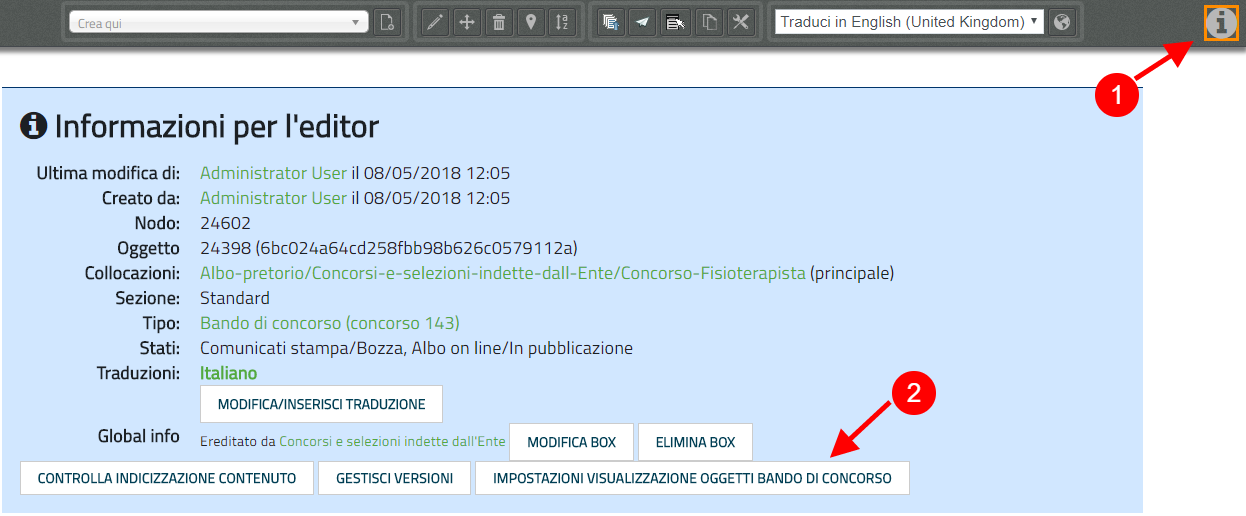 Crea qui
Traduci in English (United Kingdom)
1
Informazioni per l'editor
Ultima modifica di: Administrator User il 08/05/2018 12:05
Creato da: Administrator User il 08/05/2018 12:05
Nodo: 24602
Oggetto 24398 (6bc024a64cd258fbb98b626c0579112a)
Collocazioni: Albo-pretorio/Concorsi-e-selezioni-indette-dall-Ente/Concorso-Fisioterapista (principale)
Sezione: Standard
Tipo: Bando di concorso (concorso 143)
Stati: Comunicati stampa/Bozza, Albo on line/In pubblicazione
Traduzioni: Italiano
MODIFICA/INSERISCI TRADUZIONE
2
Global info Ereditato da Concorsi e selezioni indette dall'Ente MODIFICA BOX ELIMINA BOX
CONTROLLA INDICIZZAZIONE CONTENUTO GESTISCI VERSIONI IMPOSTAZIONI VISUALIZZAZIONE OGGETTI BANDO DI CONCORSO